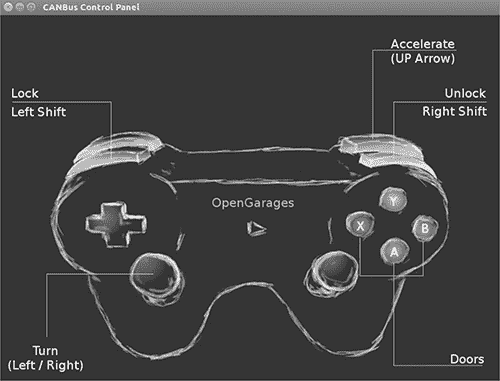 CANBus Control Panel
Accelerate
(UP Arrow)
Lock
Left Shift
Unlock
Right Shift
OpenGarages
Y
X
B
A
Turn
(Left / Right)
Doors